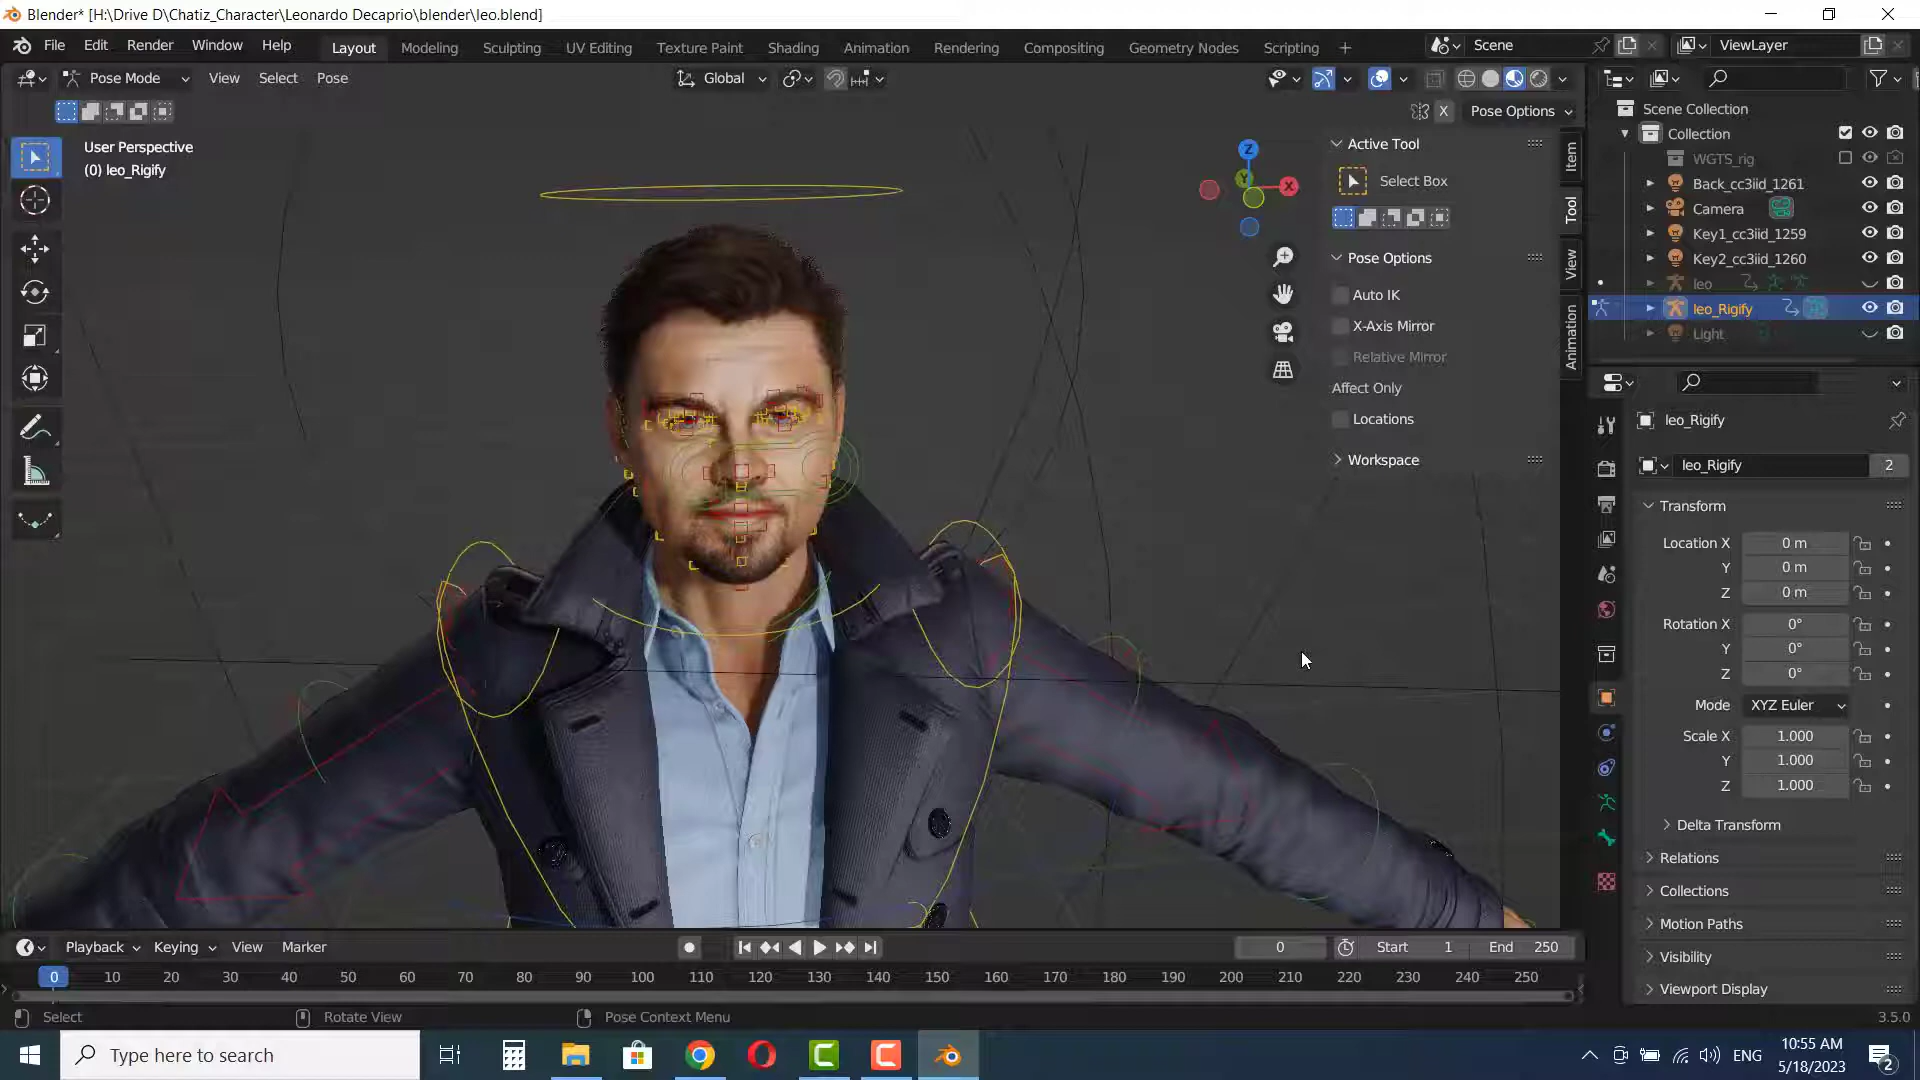 Blender* [H:\Drive D\Chatiz_Character\Leonardo Decaprio\blender\leo.blend]
File Edit Render Window Help Layout Modeling Sculpting UV Editing Texture Paint Shading Animation Rendering Compositing Geometry Nodes Scripting + Scene ViewLayer
Pose Mode View Select Pose Global
X Pose Options
User Perspective
(0) leo_Rigify
Z
Y
X
Active Tool
Select Box
Pose Options
Auto IK
X-Axis Mirror
Relative Mirror
Affect Only
Locations
Workspace
Item
Tool
View
Animation
Scene Collection
Collection
WGTS_rig
Back_cc3iid_1261
Camera
Key1_cc3iid_1259
Key2_cc3iid_1260
leo
leo_Rigify
Light
leo_Rigify
leo_Rigify 2
Transform
Location X 0 m
Y 0 m
Z 0 m
Rotation X 0°
Y 0°
Z 0°
Mode XYZ Euler
Scale X 1.000
Y 1.000
Z 1.000
Delta Transform
Relations
Collections
Motion Paths
Visibility
Viewport Display
Playback Keying View Marker 0 Start 1 End 250
0 10 20 30 40 50 60 70 80 90 100 110 120 130 140 150 160 170 180 190 200 210 220 230 240 250
Select Rotate View Pose Context Menu 3.5.0
Type here to search
ENG
10:55 AM
5/18/2023
2